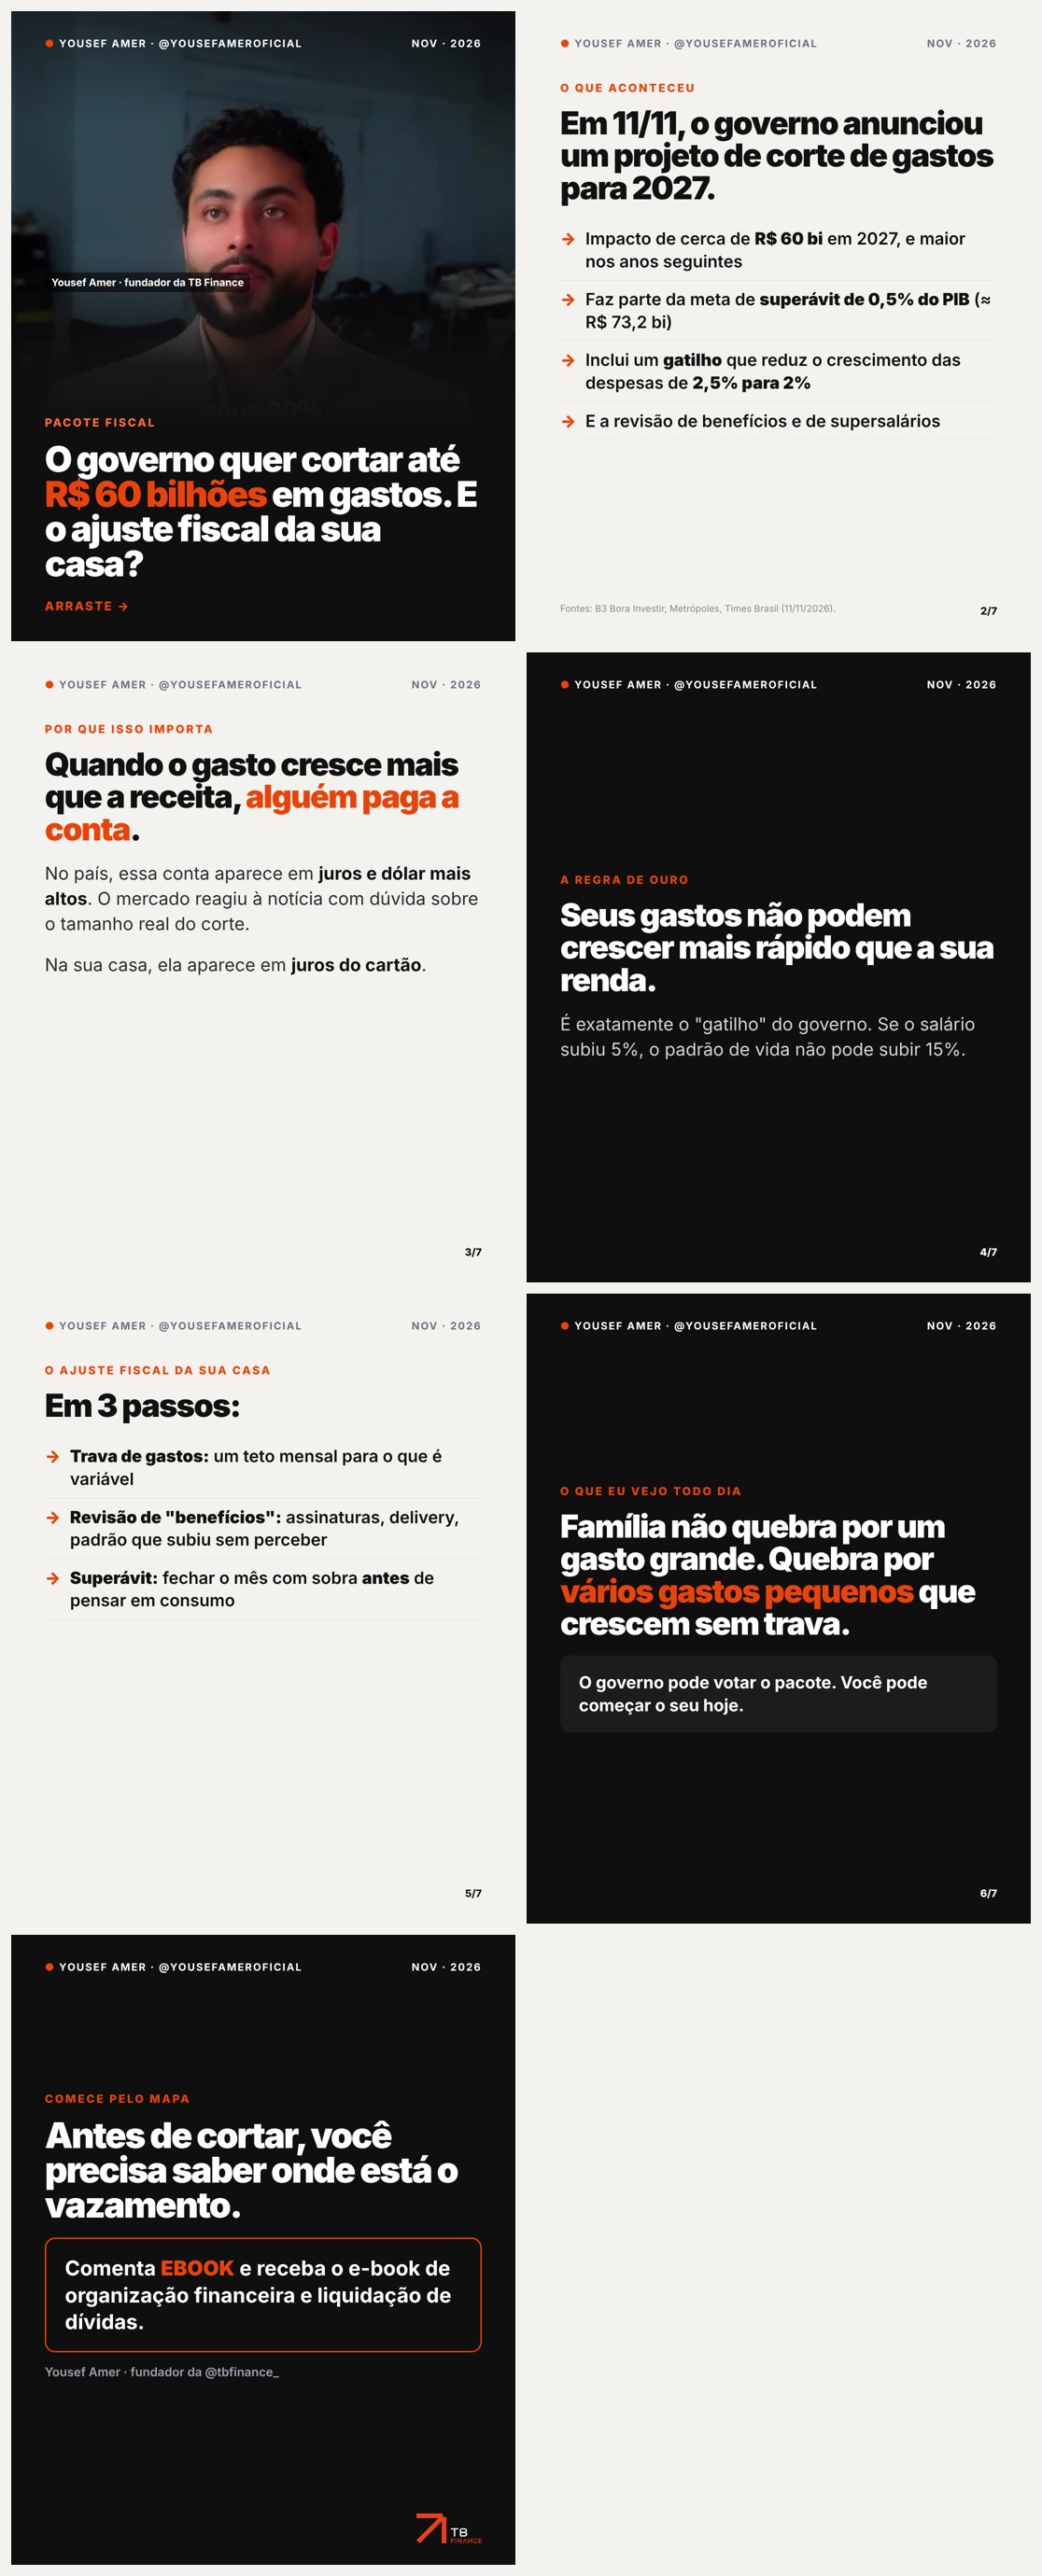 YOUSEF AMER · @YOUSEFAMEROFICIAL
NOV · 2026
Yousef Amer · fundador da TB Finance
PACOTE FISCAL
O governo quer cortar até
R$ 60 bilhões em gastos. E
o ajuste fiscal da sua
casa?
ARRASTE →
YOUSEF AMER · @YOUSEFAMEROFICIAL
NOV · 2026
O QUE ACONTECEU
Em 11/11, o governo anunciou
um projeto de corte de gastos
para 2027.
→ Impacto de cerca de R$ 60 bi em 2027, e maior
nos anos seguintes
→ Faz parte da meta de superávit de 0,5% do PIB (≈
R$ 73,2 bi)
→ Inclui um gatilho que reduz o crescimento das
despesas de 2,5% para 2%
→ E a revisão de benefícios e de supersalários
Fontes: B3 Bora Investir, Metrópoles, Times Brasil (11/11/2026).
2/7
YOUSEF AMER · @YOUSEFAMEROFICIAL
NOV · 2026
POR QUE ISSO IMPORTA
Quando o gasto cresce mais
que a receita, alguém paga a
conta.
No país, essa conta aparece em juros e dólar mais
altos. O mercado reagiu à notícia com dúvida sobre
o tamanho real do corte.
Na sua casa, ela aparece em juros do cartão.
3/7
YOUSEF AMER · @YOUSEFAMEROFICIAL
NOV · 2026
A REGRA DE OURO
Seus gastos não podem
crescer mais rápido que a sua
renda.
É exatamente o "gatilho" do governo. Se o salário
subiu 5%, o padrão de vida não pode subir 15%.
4/7
YOUSEF AMER · @YOUSEFAMEROFICIAL
NOV · 2026
O AJUSTE FISCAL DA SUA CASA
Em 3 passos:
→ Trava de gastos: um teto mensal para o que é
variável
→ Revisão de "benefícios": assinaturas, delivery,
padrão que subiu sem perceber
→ Superávit: fechar o mês com sobra antes de
pensar em consumo
5/7
YOUSEF AMER · @YOUSEFAMEROFICIAL
NOV · 2026
O QUE EU VEJO TODO DIA
Família não quebra por um
gasto grande. Quebra por
vários gastos pequenos que
crescem sem trava.
O governo pode votar o pacote. Você pode
começar o seu hoje.
6/7
YOUSEF AMER · @YOUSEFAMEROFICIAL
NOV · 2026
COMECE PELO MAPA
Antes de cortar, você
precisa saber onde está o
vazamento.
Comenta EBOOK e receba o e-book de
organização financeira e liquidação de
dívidas.
Yousef Amer · fundador da @tbfinance_
TB
FINANCE